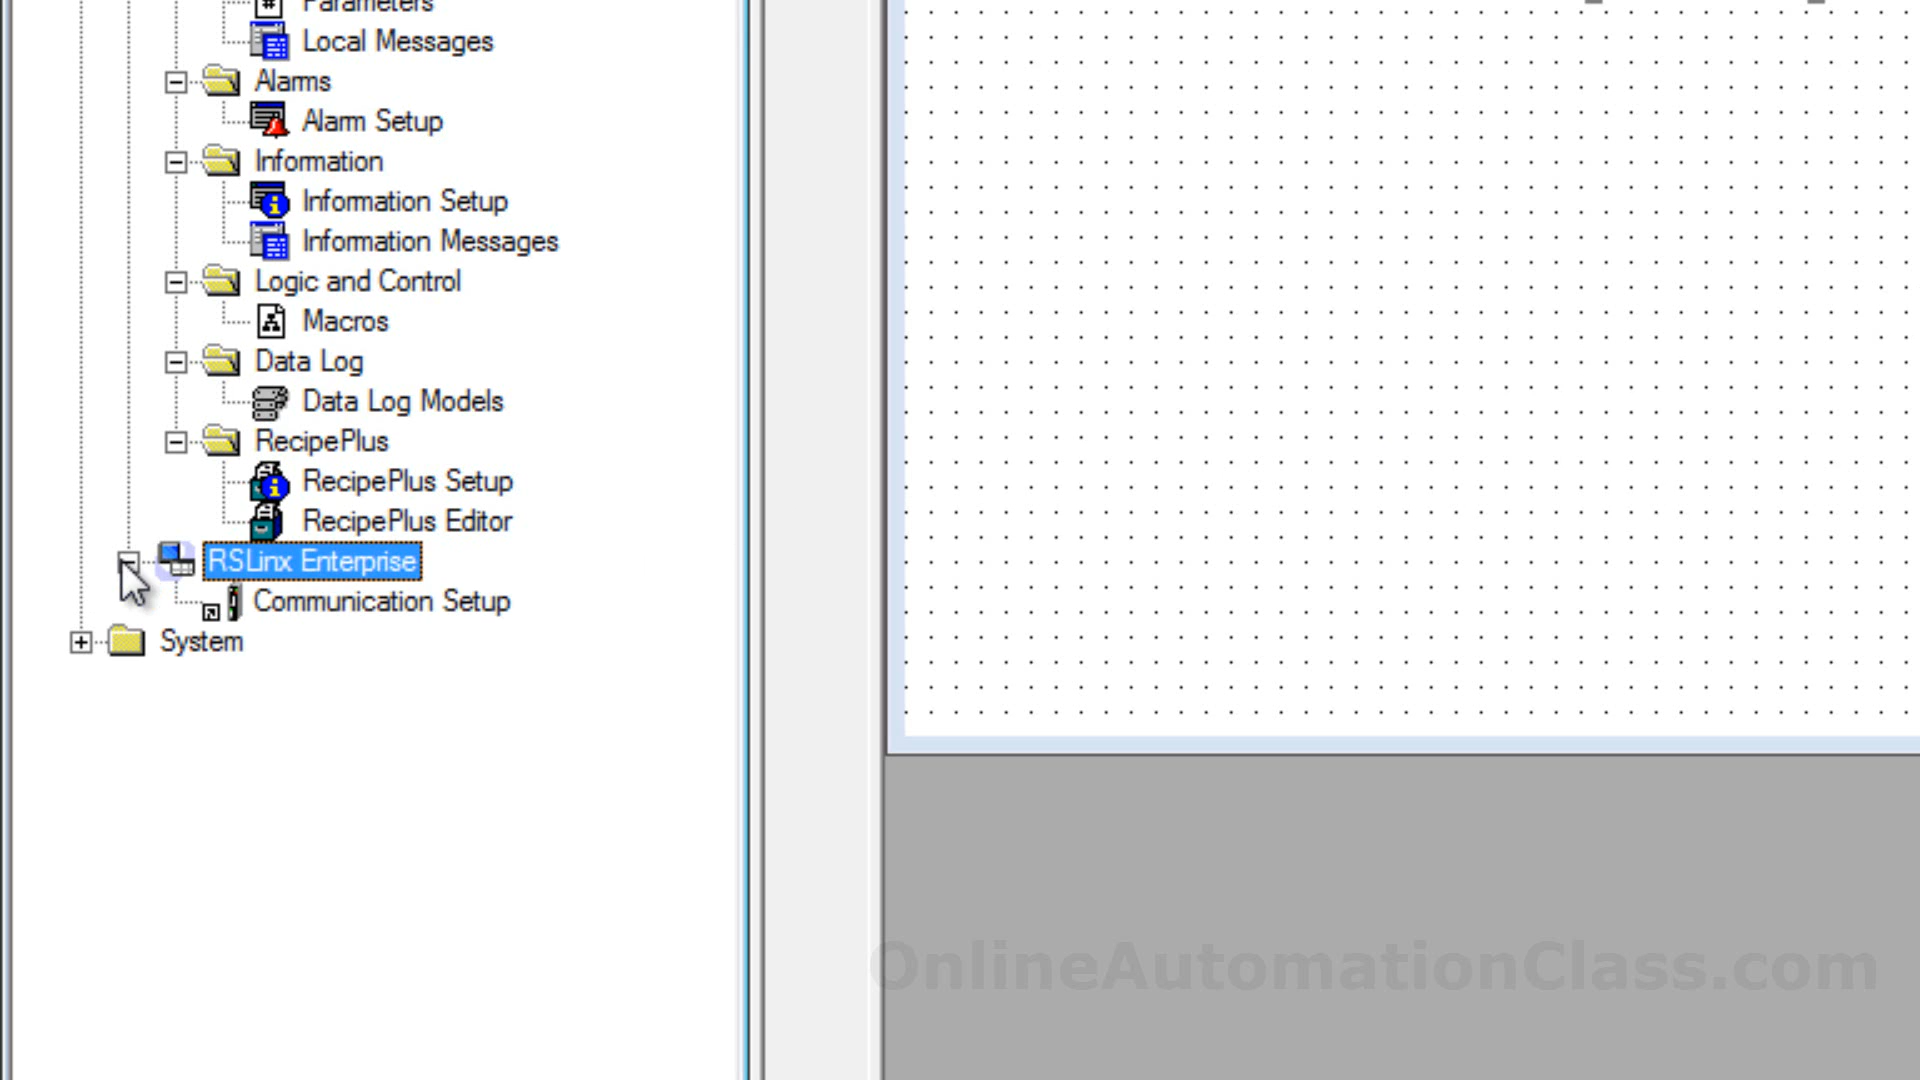 Parameters
Local Messages
Alarms
Alarm Setup
Information
Information Setup
Information Messages
Logic and Control
Macros
Data Log
Data Log Models
RecipePlus
RecipePlus Setup
RecipePlus Editor
RSLinx Enterprise
Communication Setup
System
OnlineAutomationClass.com